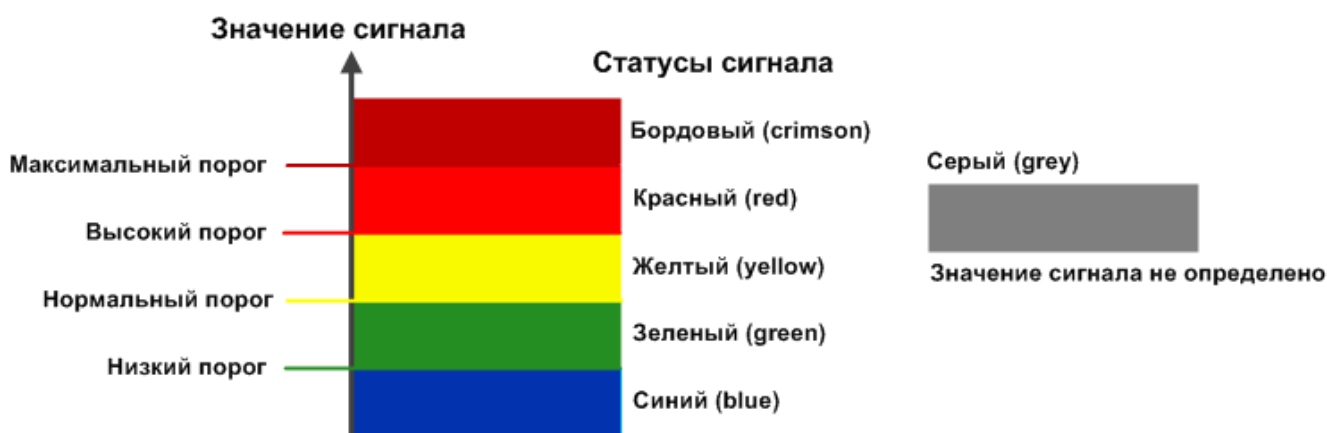 Значение сигнала
Статусы сигнала
Бордовый (crimson)
Максимальный порог
Серый (grey)
Красный (red)
Высокий порог
Желтый (yellow)
Значение сигнала не определено
Нормальный порог
Зеленый (green)
Низкий порог
Синий (blue)